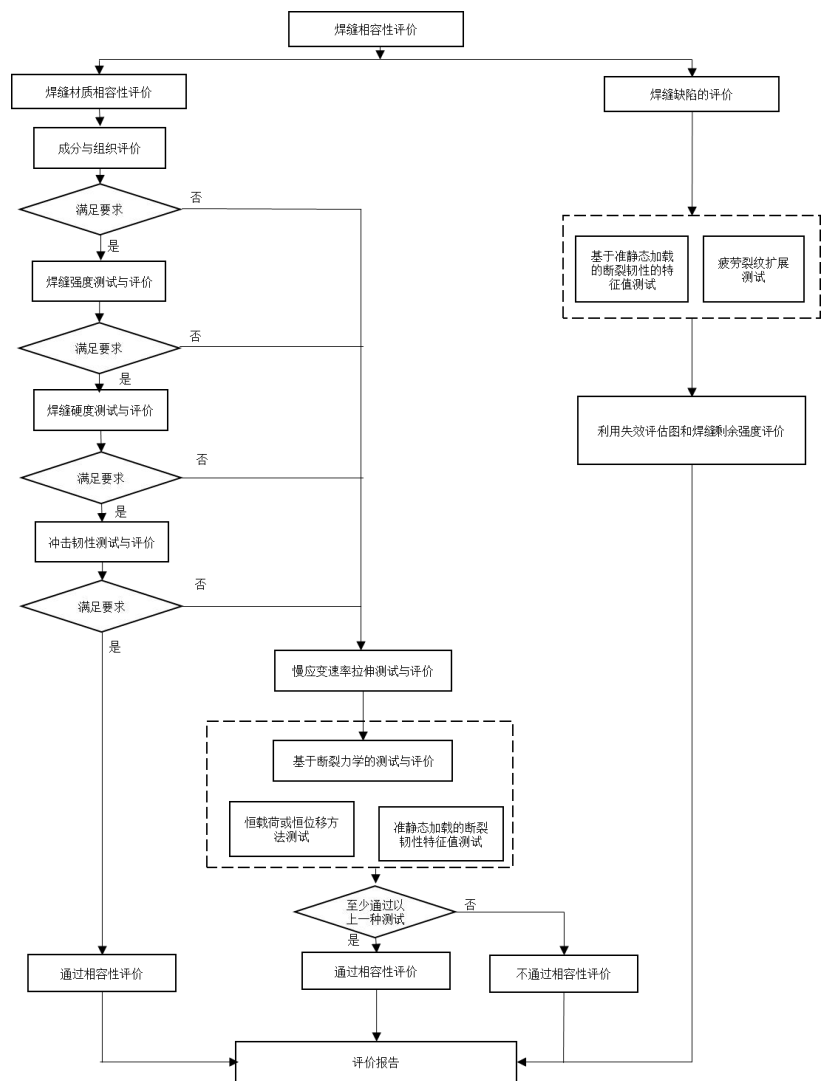 焊缝相容性评价
焊缝材质相容性评价
焊缝缺陷的评价
成分与组织评价
满足要求
否
是
焊缝强度测试与评价
满足要求
否
是
焊缝硬度测试与评价
满足要求
否
是
冲击韧性测试与评价
满足要求
否
是
基于准静态加载
的断裂韧性的特
征值测试
疲劳裂纹扩展
测试
利用失效评估图和焊缝剩余强度评价
慢应变速率拉伸测试与评价
基于断裂力学的测试与评价
恒载荷或恒位移方
法测试
准静态加载的断裂
韧性特征值测试
至少通过以
上一种测试
否
是
通过相容性评价
通过相容性评价
不通过相容性评价
评价报告